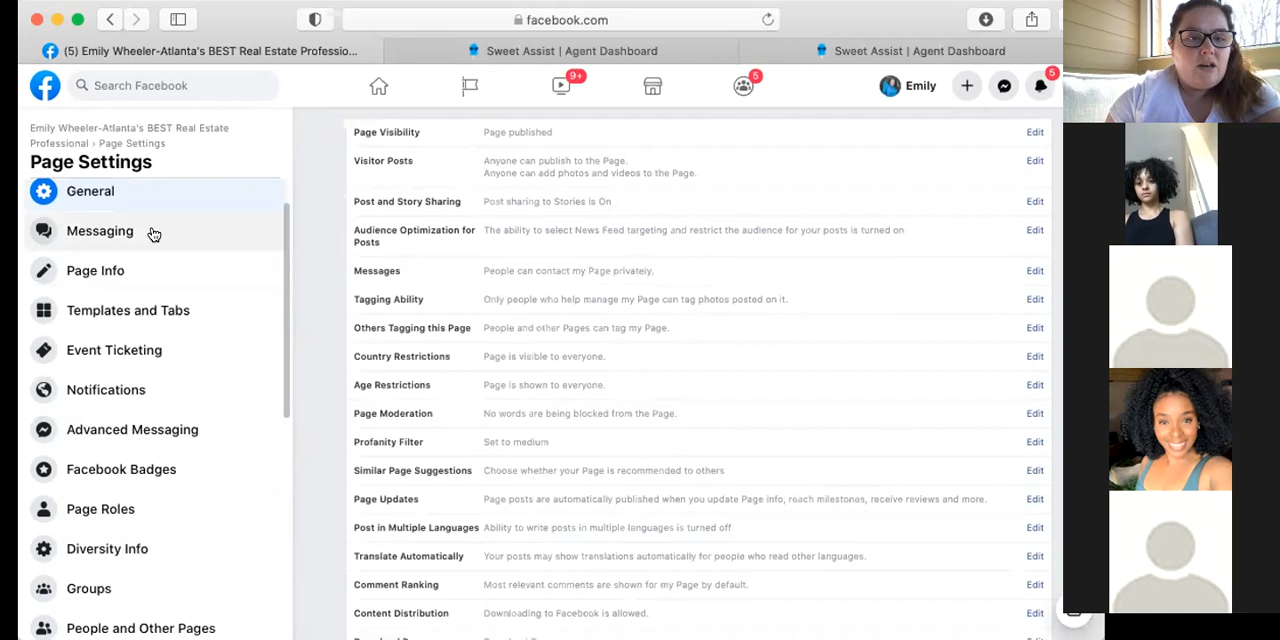 facebook.com
(5) Emily Wheeler-Atlanta's BEST Real Estate Professio...
Sweet Assist | Agent Dashboard
Sweet Assist | Agent Dashboard
Search Facebook
9+
5
Emily
5
Emily Wheeler-Atlanta's BEST Real Estate
Professional › Page Settings
Page Settings
General
Messaging
Page Info
Templates and Tabs
Event Ticketing
Notifications
Advanced Messaging
Facebook Badges
Page Roles
Diversity Info
Groups
People and Other Pages
Page Visibility Page published Edit
Visitor Posts Anyone can publish to the Page. Edit
Anyone can add photos and videos to the Page.
Post and Story Sharing Post sharing to Stories is On Edit
Audience Optimization for The ability to select News Feed targeting and restrict the audience for your posts is turned on Edit
Posts
Messages People can contact my Page privately. Edit
Tagging Ability Only people who help manage my Page can tag photos posted on it. Edit
Others Tagging this Page People and other Pages can tag my Page. Edit
Country Restrictions Page is visible to everyone. Edit
Age Restrictions Page is shown to everyone. Edit
Page Moderation No words are being blocked from the Page. Edit
Profanity Filter Set to medium Edit
Similar Page Suggestions Choose whether your Page is recommended to others Edit
Page Updates Page posts are automatically published when you update Page info, reach milestones, receive reviews and more. Edit
Post in Multiple Languages Ability to write posts in multiple languages is turned off Edit
Translate Automatically Your posts may show translations automatically for people who read other languages. Edit
Comment Ranking Most relevant comments are shown for my Page by default. Edit
Content Distribution Downloading to Facebook is allowed. Edit